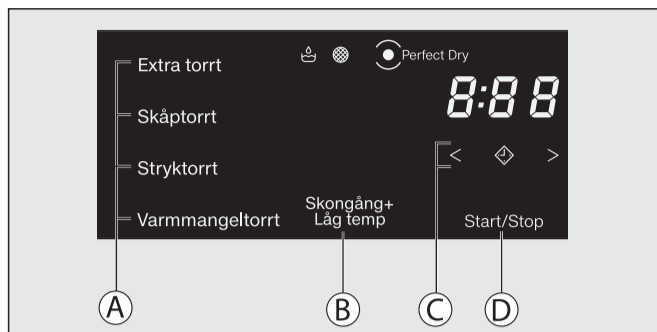 Extra torrt
Perfect Dry
8:88
Skåptorrt
< >
Stryktorrt
Varmmangeltorrt
Skongång+
Låg temp
Start/Stop
A
B
C
D